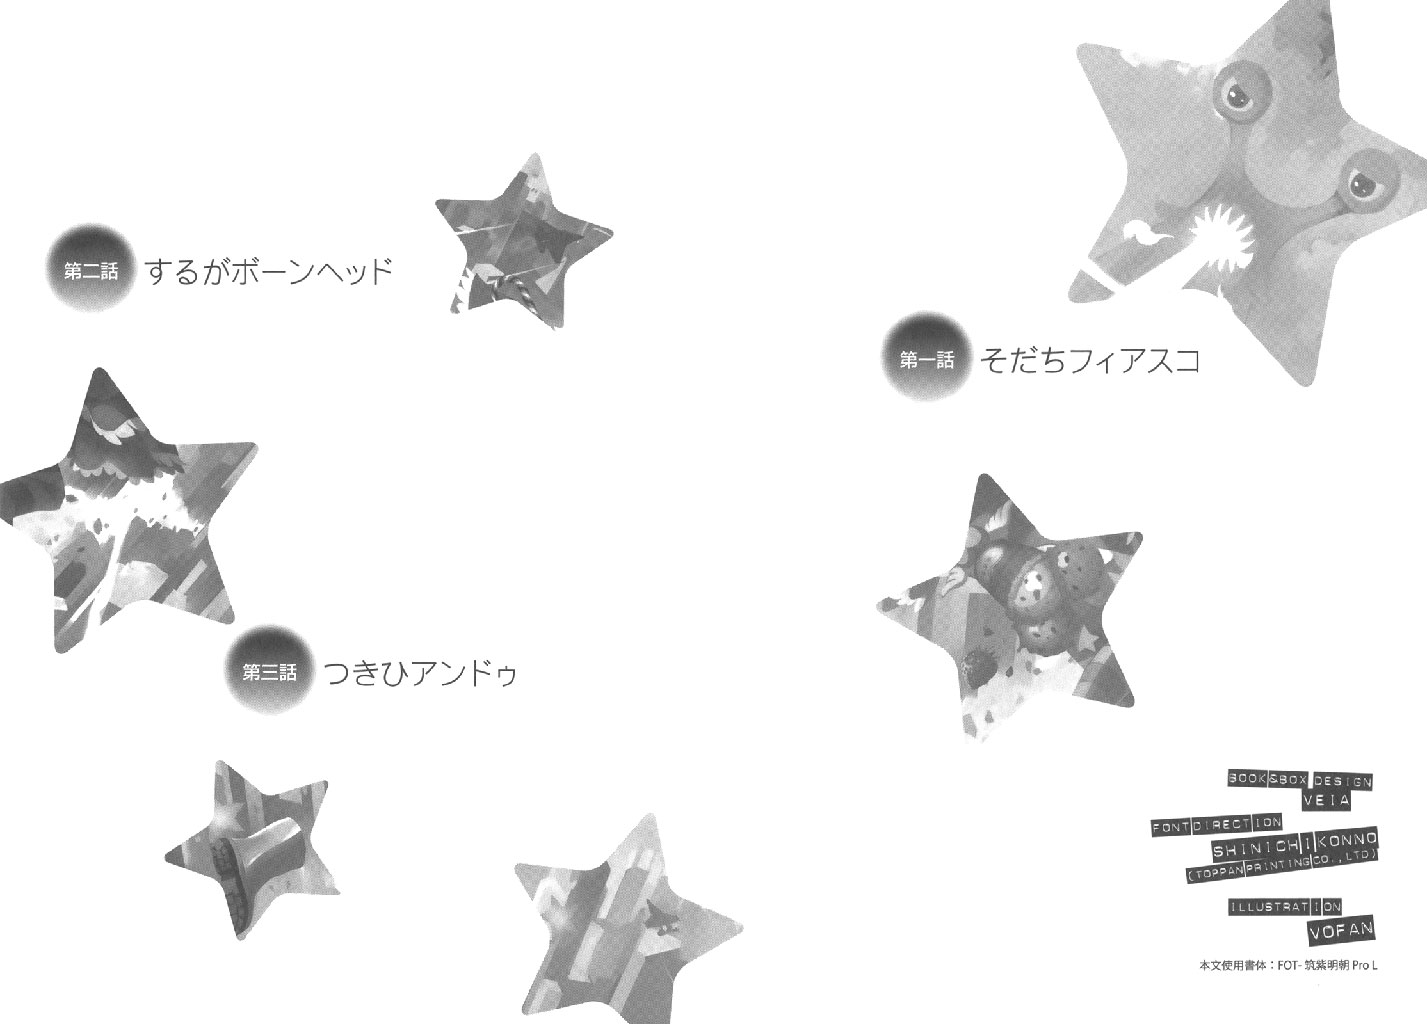 第一話 そだちフィアスコ
第二話 するがボーンヘッド
第三話 つきひアンドゥ
BOOK&BOX DESIGN
VEIA
FONT DIRECTION
SHINICHI KONNO
(TOPPAN PRINTING CO., LTD)
ILLUSTRATION
VOFAN
本文使用書体：FOT- 筑紫明朝 Pro L